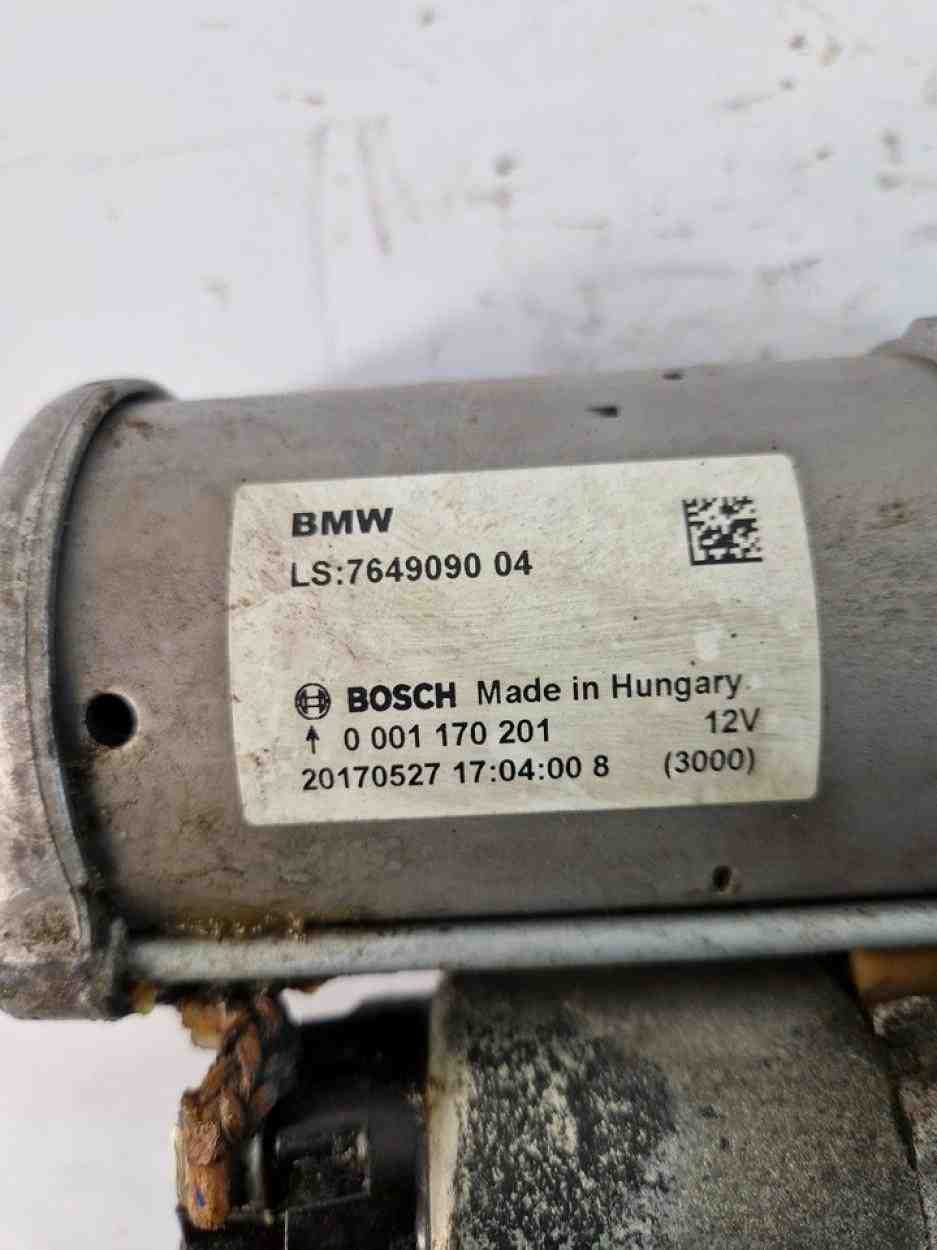 BMW
LS:7649090 04
BOSCH Made in Hungary
↑ 0 001 170 201 12V
20170527 17:04:00 8 (3000)